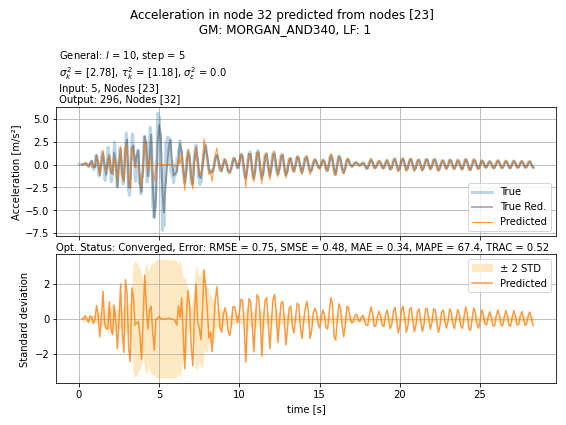 Acceleration in node 32 predicted from nodes [23]
GM: MORGAN_AND340, LF: 1
General: l = 10, step = 5
σ²ₖ = [2.78], τ²ₖ = [1.18], σ²ₑ = 0.0
Input: 5, Nodes [23]
Output: 296, Nodes [32]
Acceleration [m/s²]
5.0
2.5
0.0
−2.5
−5.0
−7.5
True
True Red.
Predicted
Opt. Status: Converged, Error: RMSE = 0.75, SMSE = 0.48, MAE = 0.34, MAPE = 67.4, TRAC = 0.52
Standard deviation
2
0
−2
± 2 STD
Predicted
0 5 10 15 20 25
time [s]